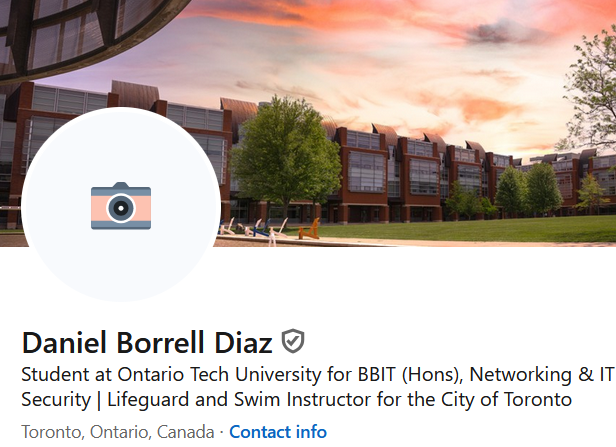 Daniel Borrell Diaz
Student at Ontario Tech University for BBIT (Hons), Networking & IT
Security | Lifeguard and Swim Instructor for the City of Toronto
Toronto, Ontario, Canada · Contact info